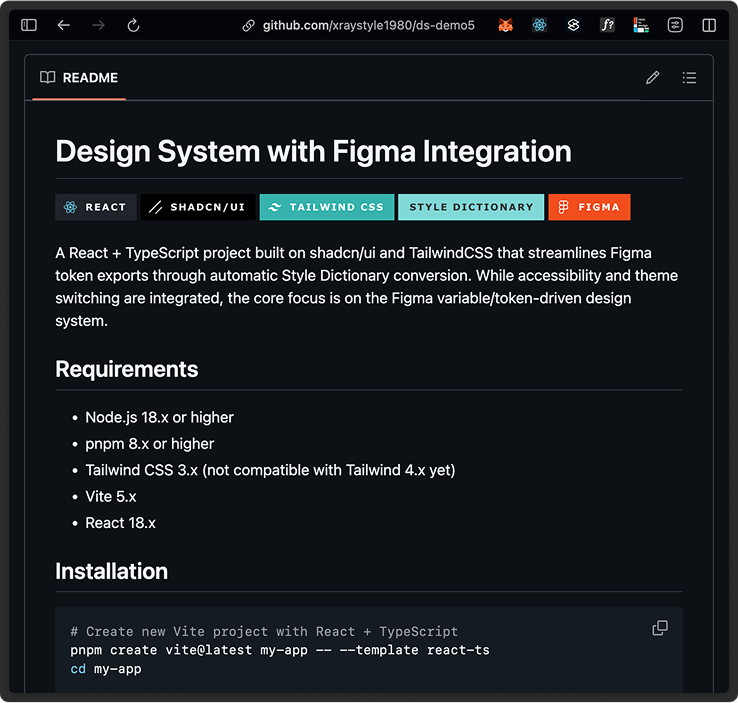 github.com/xraystyle1980/ds-demo5
f?
README
Design System with Figma Integration
REACT
SHADCN/UI
TAILWIND CSS
STYLE DICTIONARY
FIGMA
A React + TypeScript project built on shadcn/ui and TailwindCSS that streamlines Figma
token exports through automatic Style Dictionary conversion. While accessibility and theme
switching are integrated, the core focus is on the Figma variable/token-driven design
system.
Requirements
• Node.js 18.x or higher
• pnpm 8.x or higher
• Tailwind CSS 3.x (not compatible with Tailwind 4.x yet)
• Vite 5.x
• React 18.x
Installation
# Create new Vite project with React + TypeScript
pnpm create vite@latest my-app -- --template react-ts
cd my-app